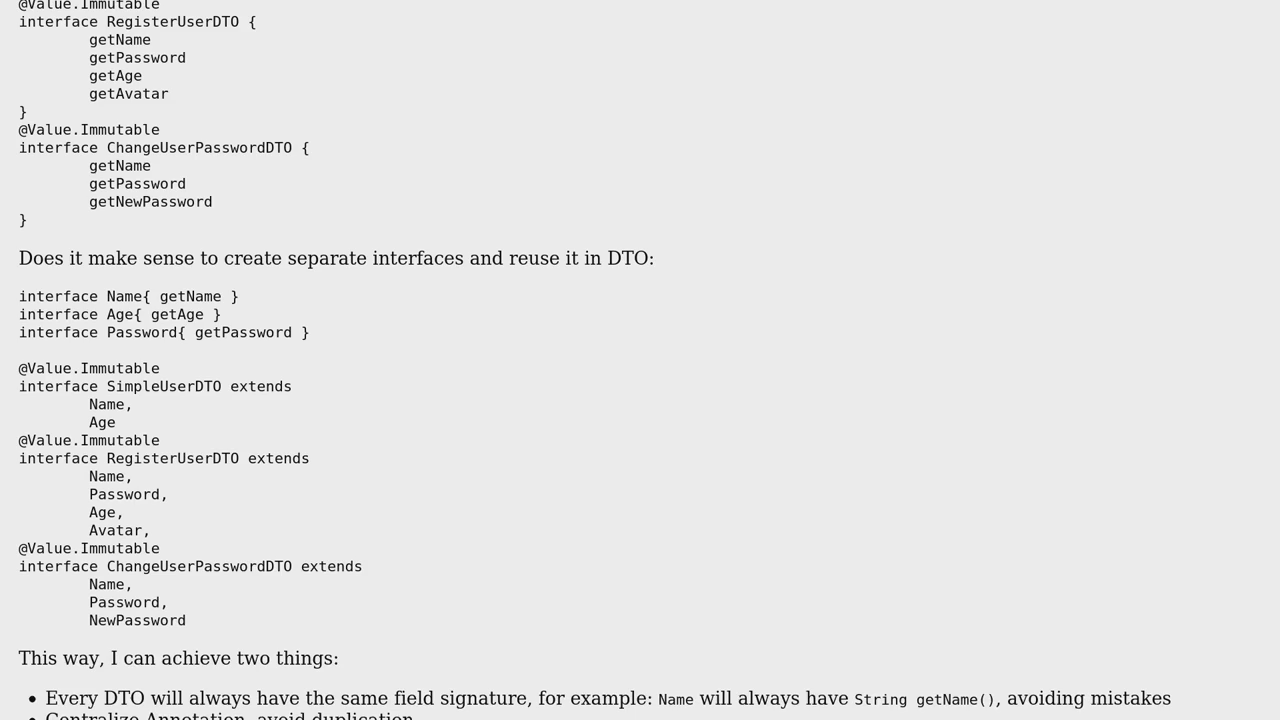 @Value.Immutable
interface RegisterUserDTO {
        getName
        getPassword
        getAge
        getAvatar
}
@Value.Immutable
interface ChangeUserPasswordDTO {
        getName
        getPassword
        getNewPassword
}
Does it make sense to create separate interfaces and reuse it in DTO:
interface Name{ getName }
interface Age{ getAge }
interface Password{ getPassword }
@Value.Immutable
interface SimpleUserDTO extends
        Name,
        Age
@Value.Immutable
interface RegisterUserDTO extends
        Name,
        Password,
        Age,
        Avatar,
@Value.Immutable
interface ChangeUserPasswordDTO extends
        Name,
        Password,
        NewPassword
This way, I can achieve two things:
• Every DTO will always have the same field signature, for example: Name will always have String getName(), avoiding mistakes
• Centralize Annotation, avoid duplication